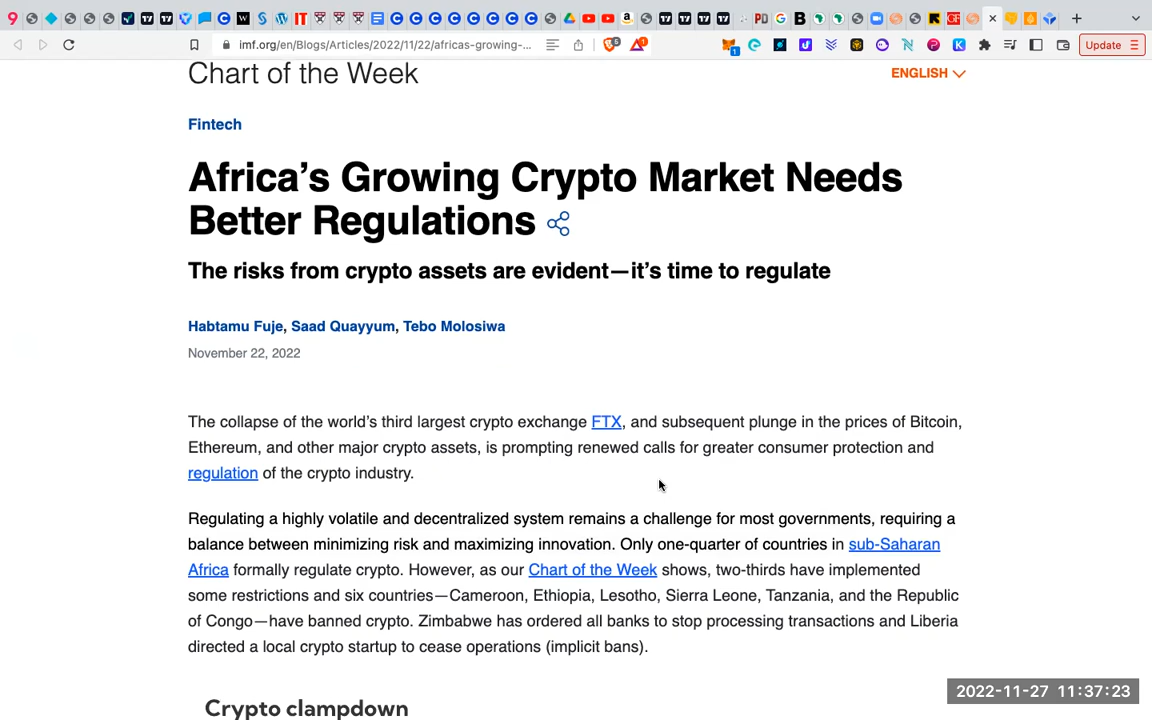 imf.org/en/Blogs/Articles/2022/11/22/africas-growing-...
Update
Chart of the Week
ENGLISH
Fintech
Africa's Growing Crypto Market Needs
Better Regulations
The risks from crypto assets are evident—it's time to regulate
Habtamu Fuje, Saad Quayyum, Tebo Molosiwa
November 22, 2022
The collapse of the world's third largest crypto exchange FTX, and subsequent plunge in the prices of Bitcoin,
Ethereum, and other major crypto assets, is prompting renewed calls for greater consumer protection and
regulation of the crypto industry.
Regulating a highly volatile and decentralized system remains a challenge for most governments, requiring a
balance between minimizing risk and maximizing innovation. Only one-quarter of countries in sub-Saharan
Africa formally regulate crypto. However, as our Chart of the Week shows, two-thirds have implemented
some restrictions and six countries—Cameroon, Ethiopia, Lesotho, Sierra Leone, Tanzania, and the Republic
of Congo—have banned crypto. Zimbabwe has ordered all banks to stop processing transactions and Liberia
directed a local crypto startup to cease operations (implicit bans).
Crypto clampdown
2022-11-27 11:37:23